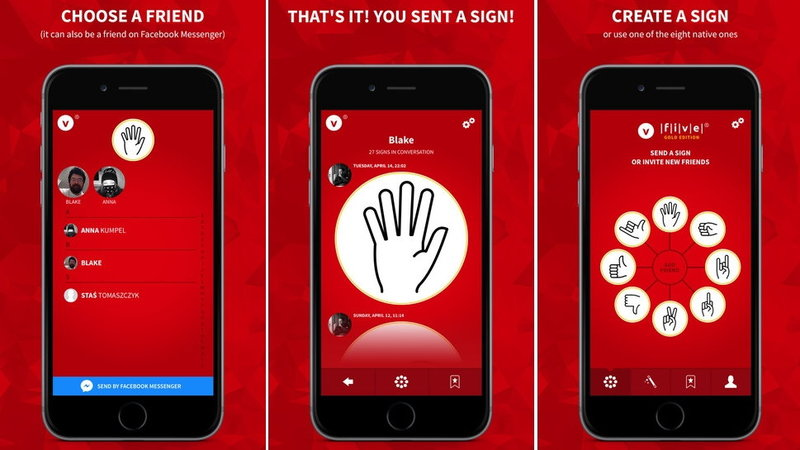 CHOOSE A FRIEND
(it can also be a friend on Facebook Messenger)
V®
BLAKE
ANNA
A
ANNA KUMPEL
B
BLAKE
S
STAŚ TOMASZCZYK
SEND BY FACEBOOK MESSENGER
THAT'S IT! YOU SENT A SIGN!
V®
Blake
27 SIGNS IN CONVERSATION
TUESDAY, APRIL 14, 23:02
SUNDAY, APRIL 12, 11:14
CREATE A SIGN
or use one of the eight native ones
V |f|i|v|e|®
GOLD EDITION
SEND A SIGN
OR INVITE NEW FRIENDS
ADD
FRIEND